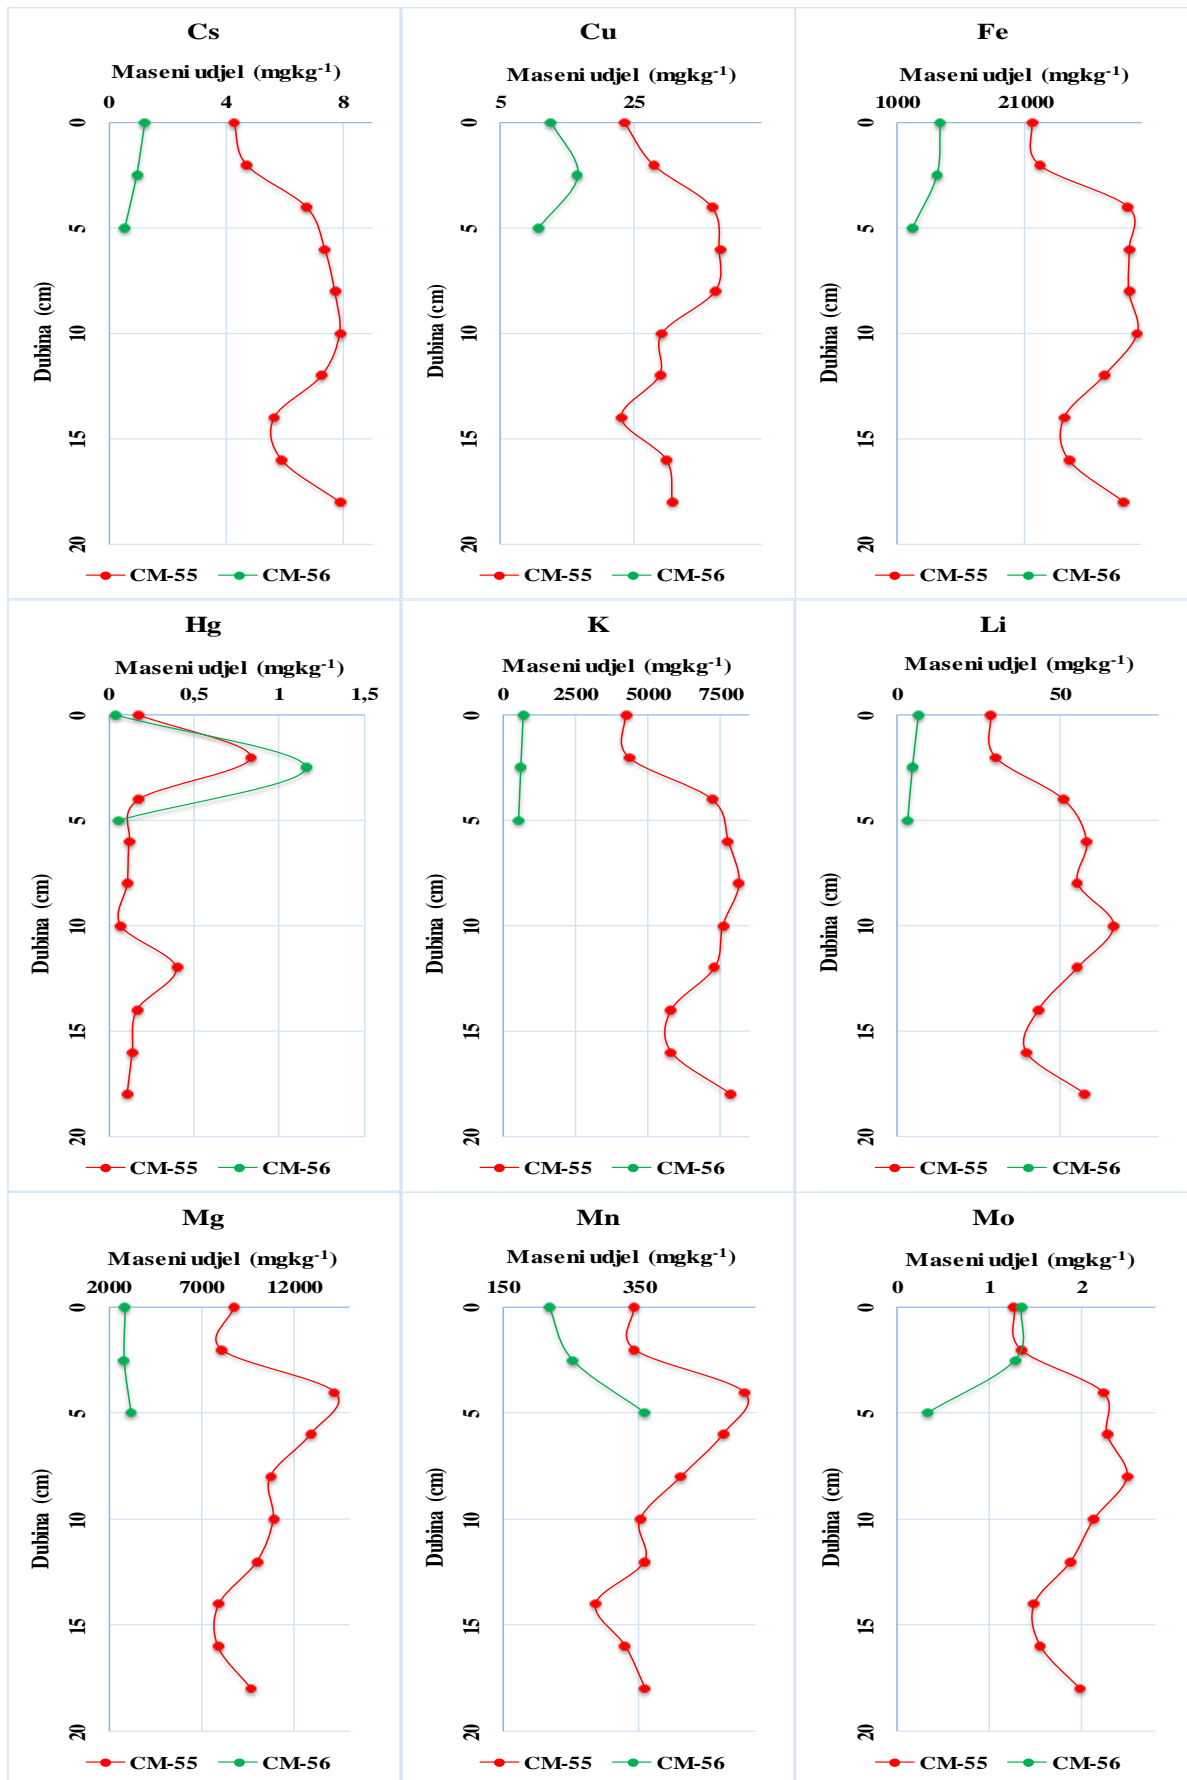 Cs
Maseni udjel (mgkg⁻¹)
0 4 8
0
5
10
15
20
Dubina (cm)
CM-55 CM-56
Cu
Maseni udjel (mgkg⁻¹)
5 25
0
5
10
15
20
Dubina (cm)
CM-55 CM-56
Fe
Maseni udjel (mgkg⁻¹)
1000 21000
0
5
10
15
20
Dubina (cm)
CM-55 CM-56
Hg
Maseni udjel (mgkg⁻¹)
0 0,5 1 1,5
0
5
10
15
20
Dubina (cm)
CM-55 CM-56
K
Maseni udjel (mgkg⁻¹)
0 2500 5000 7500
0
5
10
15
20
Dubina (cm)
CM-55 CM-56
Li
Maseni udjel (mgkg⁻¹)
0 50
0
5
10
15
20
Dubina (cm)
CM-55 CM-56
Mg
Maseni udjel (mgkg⁻¹)
2000 7000 12000
0
5
10
15
20
Dubina (cm)
CM-55 CM-56
Mn
Maseni udjel (mgkg⁻¹)
150 350
0
5
10
15
20
Dubina (cm)
CM-55 CM-56
Mo
Maseni udjel (mgkg⁻¹)
0 1 2
0
5
10
15
20
Dubina (cm)
CM-55 CM-56